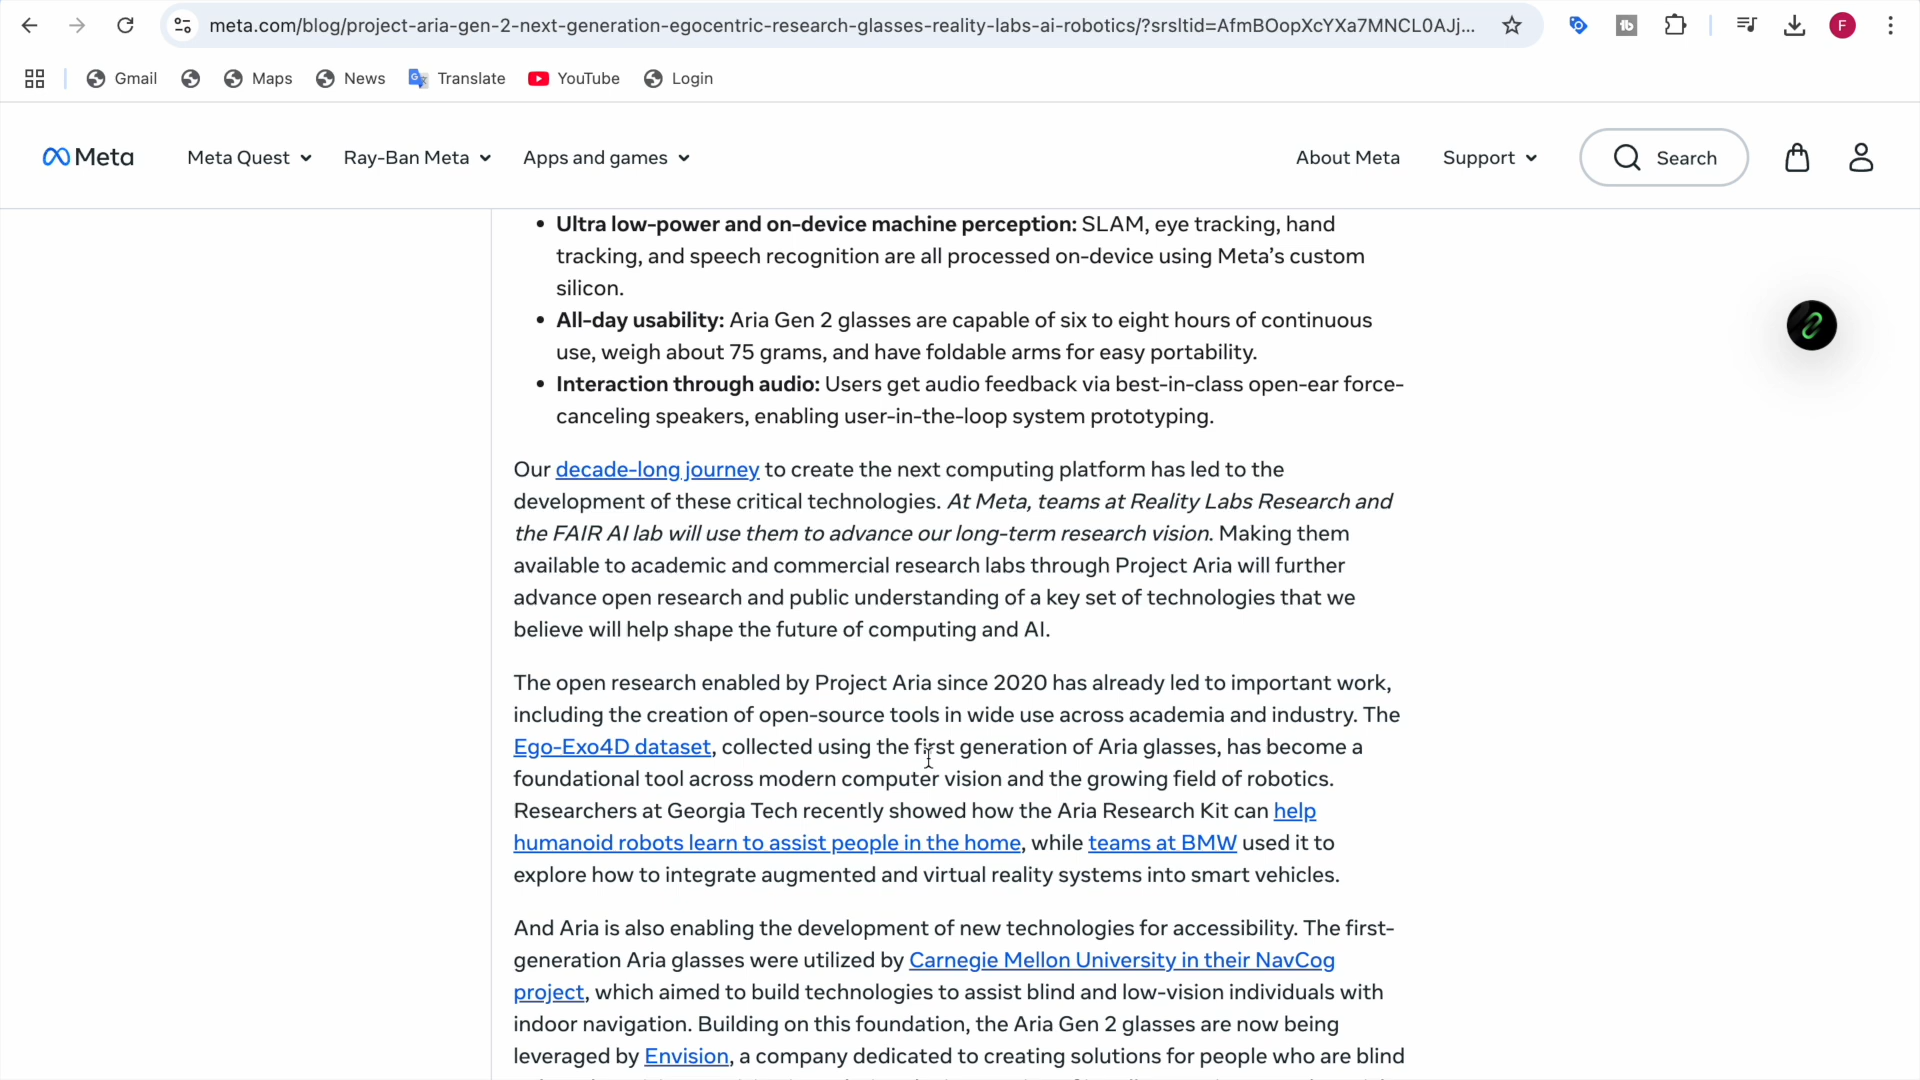 meta.com/blog/project-aria-gen-2-next-generation-egocentric-research-glasses-reality-labs-ai-robotics/?srsltid=AfmBOopXcYXa7MNCL0AJj...
F
Gmail
Maps
News
Translate
YouTube
Login
Meta
Meta Quest
Ray-Ban Meta
Apps and games
About Meta
Support
Search
• Ultra low-power and on-device machine perception: SLAM, eye tracking, hand
tracking, and speech recognition are all processed on-device using Meta’s custom
silicon.
• All-day usability: Aria Gen 2 glasses are capable of six to eight hours of continuous
use, weigh about 75 grams, and have foldable arms for easy portability.
• Interaction through audio: Users get audio feedback via best-in-class open-ear force-
canceling speakers, enabling user-in-the-loop system prototyping.
Our decade-long journey to create the next computing platform has led to the
development of these critical technologies. At Meta, teams at Reality Labs Research and
the FAIR AI lab will use them to advance our long-term research vision. Making them
available to academic and commercial research labs through Project Aria will further
advance open research and public understanding of a key set of technologies that we
believe will help shape the future of computing and AI.
The open research enabled by Project Aria since 2020 has already led to important work,
including the creation of open-source tools in wide use across academia and industry. The
Ego-Exo4D dataset, collected using the first generation of Aria glasses, has become a
foundational tool across modern computer vision and the growing field of robotics.
Researchers at Georgia Tech recently showed how the Aria Research Kit can help
humanoid robots learn to assist people in the home, while teams at BMW used it to
explore how to integrate augmented and virtual reality systems into smart vehicles.
And Aria is also enabling the development of new technologies for accessibility. The first-
generation Aria glasses were utilized by Carnegie Mellon University in their NavCog
project, which aimed to build technologies to assist blind and low-vision individuals with
indoor navigation. Building on this foundation, the Aria Gen 2 glasses are now being
leveraged by Envision, a company dedicated to creating solutions for people who are blind